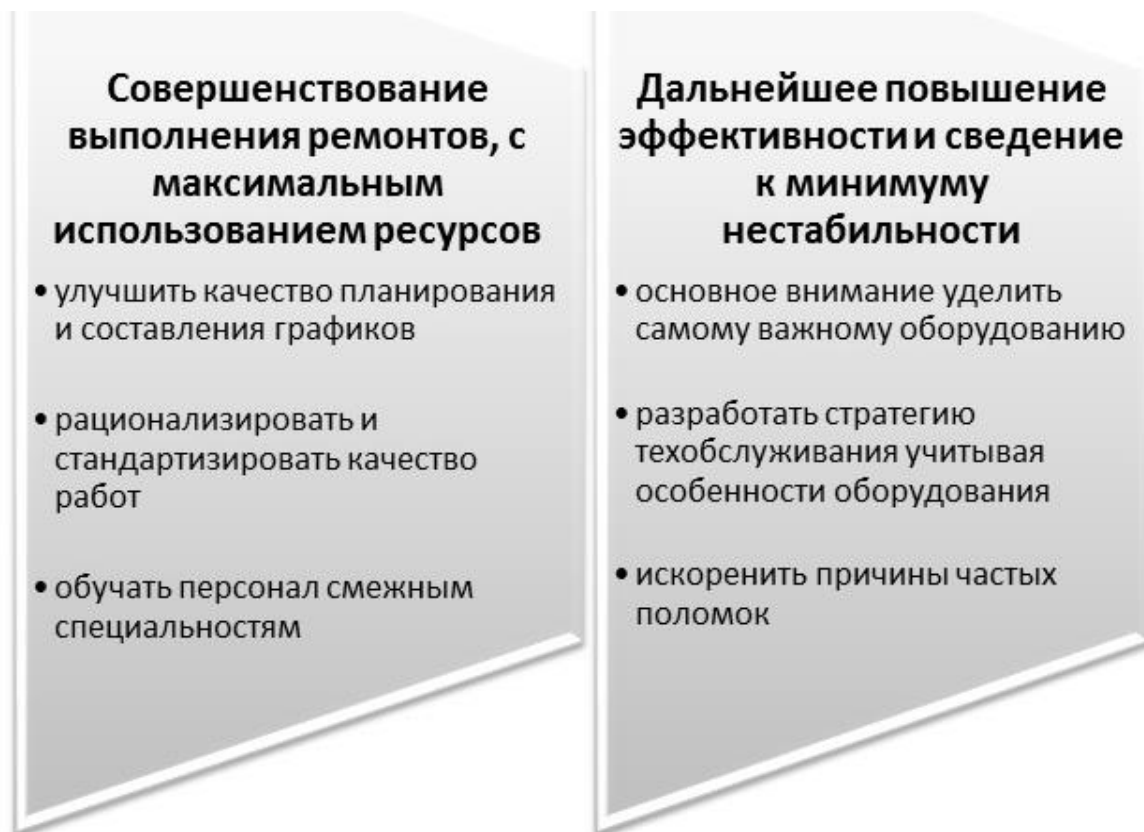 Совершенствование
выполнения ремонтов, с
максимальным
использованием ресурсов
• улучшить качество планирования
и составления графиков
• рационализировать и
стандартизировать качество
работ
• обучать персонал смежным
специальностям
Дальнейшее повышение
эффективности и сведение
к минимуму
нестабильности
• основное внимание уделить
самому важному оборудованию
• разработать стратегию
техобслуживания учитывая
особенности оборудования
• искоренить причины частых
поломок